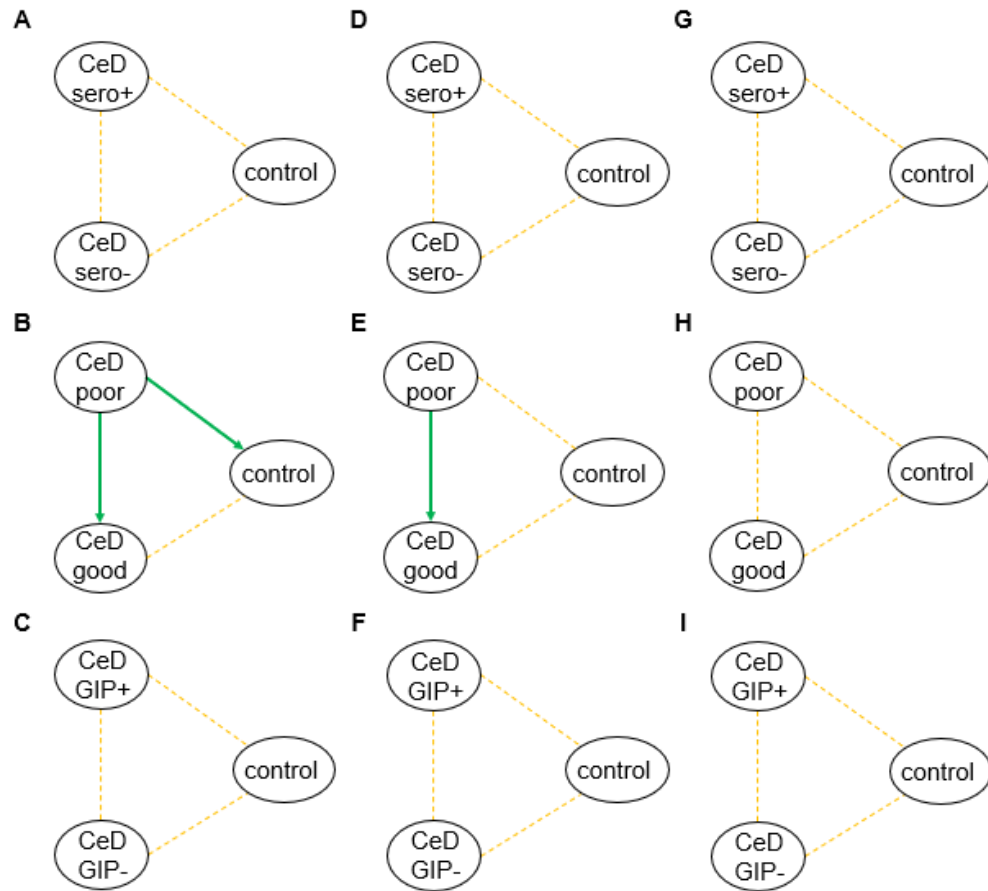 A
D
G
CeD
sero+
CeD
sero+
CeD
sero+
control
control
control
CeD
sero-
CeD
sero-
CeD
sero-
B
E
H
CeD
poor
CeD
poor
CeD
poor
control
control
control
CeD
good
CeD
good
CeD
good
C
F
I
CeD
GIP+
CeD
GIP+
CeD
GIP+
control
control
control
CeD
GIP-
CeD
GIP-
CeD
GIP-